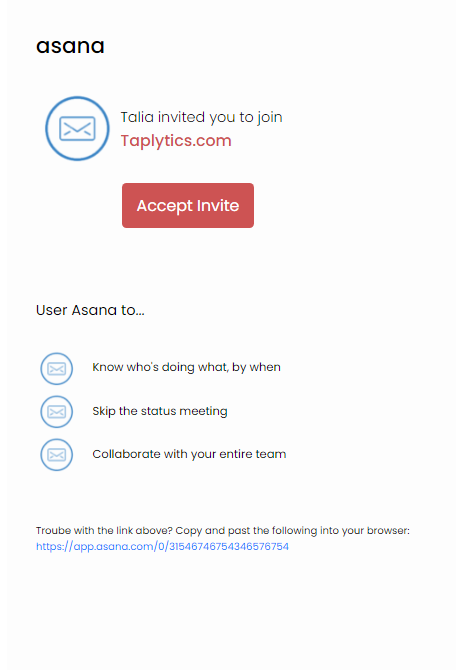 asana
Talia invited you to join
Taplytics.com
Accept Invite
User Asana to...
Know who's doing what, by when
Skip the status meeting
Collaborate with your entire team
Troube with the link above? Copy and past the following into your browser:
https://app.asana.com/0/31546746754346576754